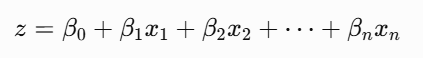 z = β₀ + β₁x₁ + β₂x₂ + ⋯ + βₙxₙ